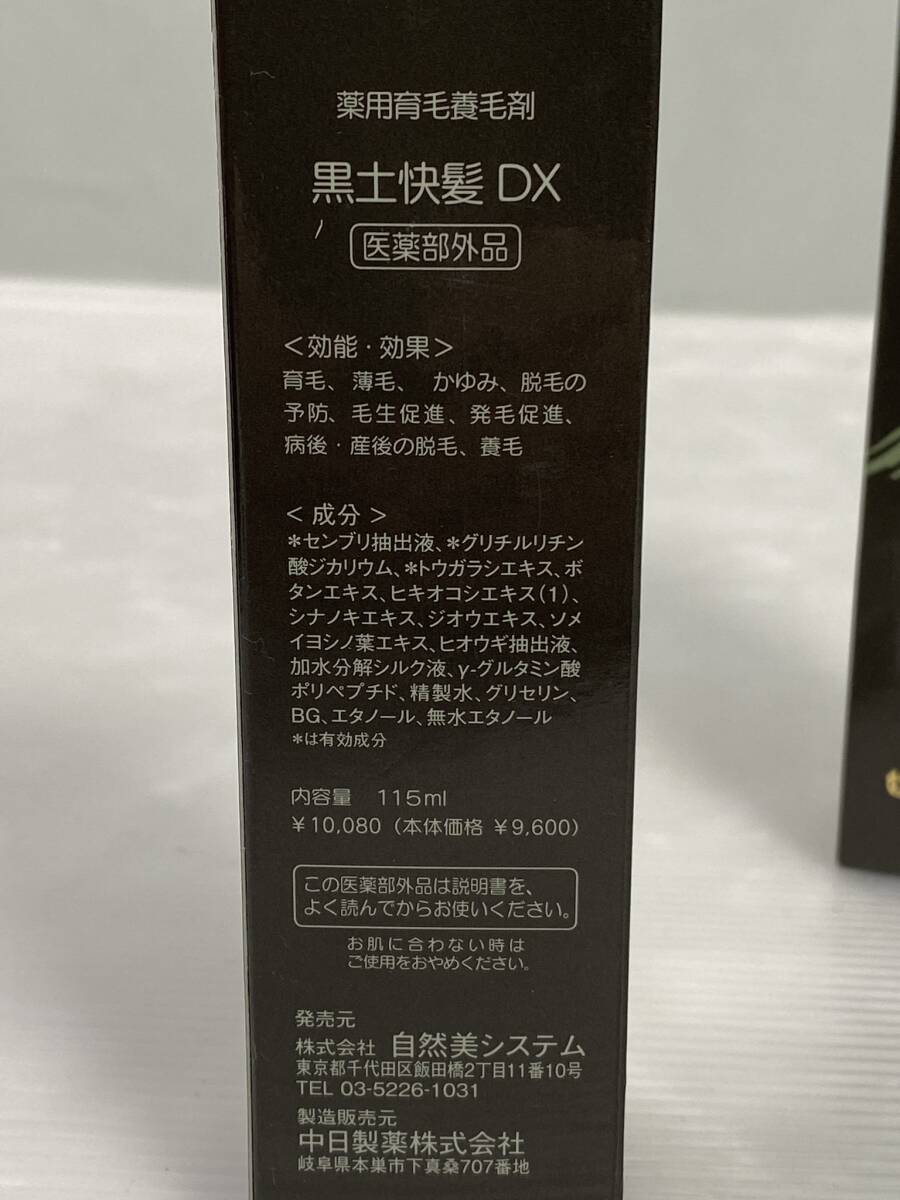 薬用育毛養毛剤
黒土快髪 DX
医薬部外品
＜効能・効果＞
育毛、薄毛、 かゆみ、脱毛の
予防、毛生促進、発毛促進、
病後・産後の脱毛、養毛
＜成分＞
＊センブリ抽出液、＊グリチルリチン
酸ジカリウム、＊トウガラシエキス、ボ
タンエキス、ヒキオコシエキス（1）、
シナノキエキス、ジオウエキス、ソメ
イヨシノ葉エキス、ヒオウギ抽出液、
加水分解シルク液、γ-グルタミン酸
ポリペプチド、精製水、グリセリン、
BG、エタノール、無水エタノール
＊は有効成分
内容量 115ml
￥10,080（本体価格 ￥9,600）
この医薬部外品は説明書を、
よく読んでからお使いください。
お肌に合わない時は
ご使用をおやめください。
発売元
株式会社 自然美システム
東京都千代田区飯田橋2丁目11番10号
TEL 03-5226-1031
製造販売元
中日製薬株式会社
岐阜県本巣市下真桑707番地